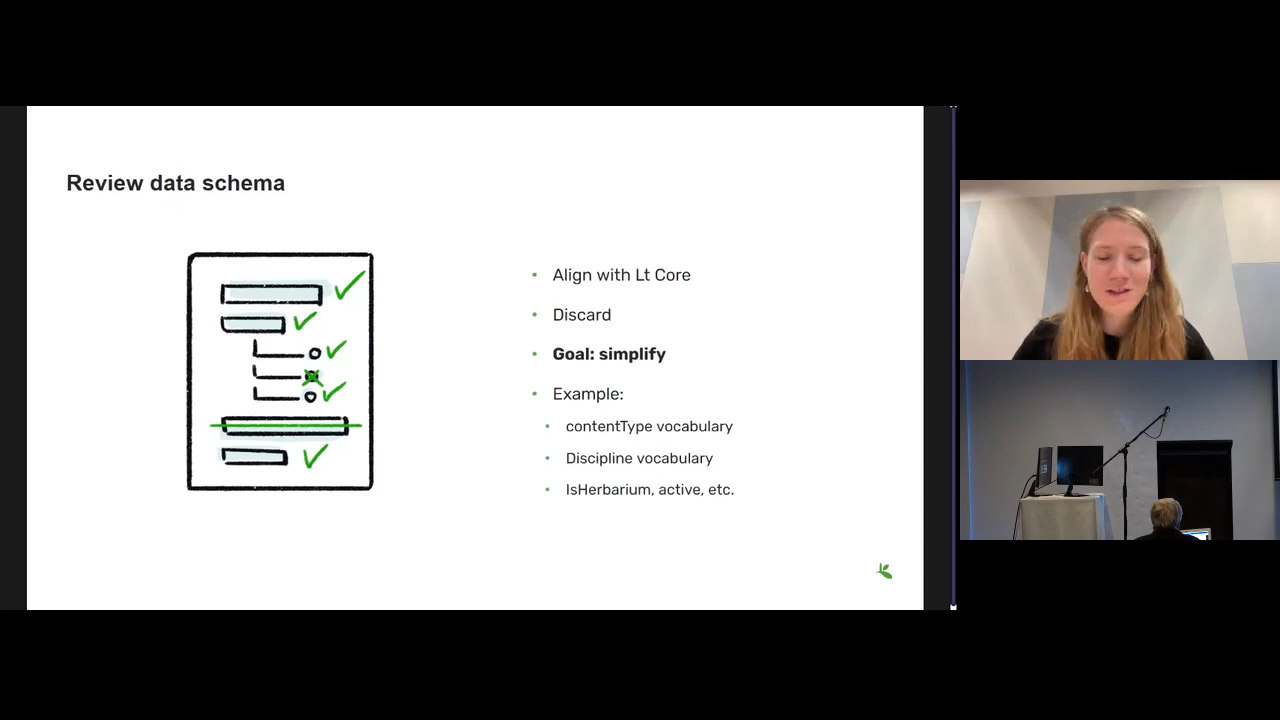 Review data schema
Align with Lt Core
Discard
Goal: simplify
Example:
contentType vocabulary
Discipline vocabulary
IsHerbarium, active, etc.